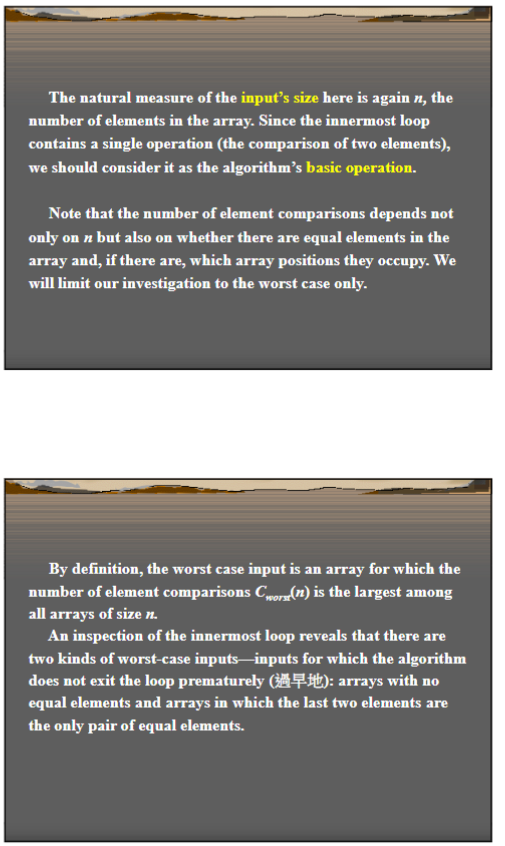 The natural measure of the input’s size here is again n, the
number of elements in the array. Since the innermost loop
contains a single operation (the comparison of two elements),
we should consider it as the algorithm’s basic operation.
Note that the number of element comparisons depends not
only on n but also on whether there are equal elements in the
array and, if there are, which array positions they occupy. We
will limit our investigation to the worst case only.
By definition, the worst case input is an array for which the
number of element comparisons Cworst(n) is the largest among
all arrays of size n.
An inspection of the innermost loop reveals that there are
two kinds of worst-case inputs—inputs for which the algorithm
does not exit the loop prematurely (過早地): arrays with no
equal elements and arrays in which the last two elements are
the only pair of equal elements.